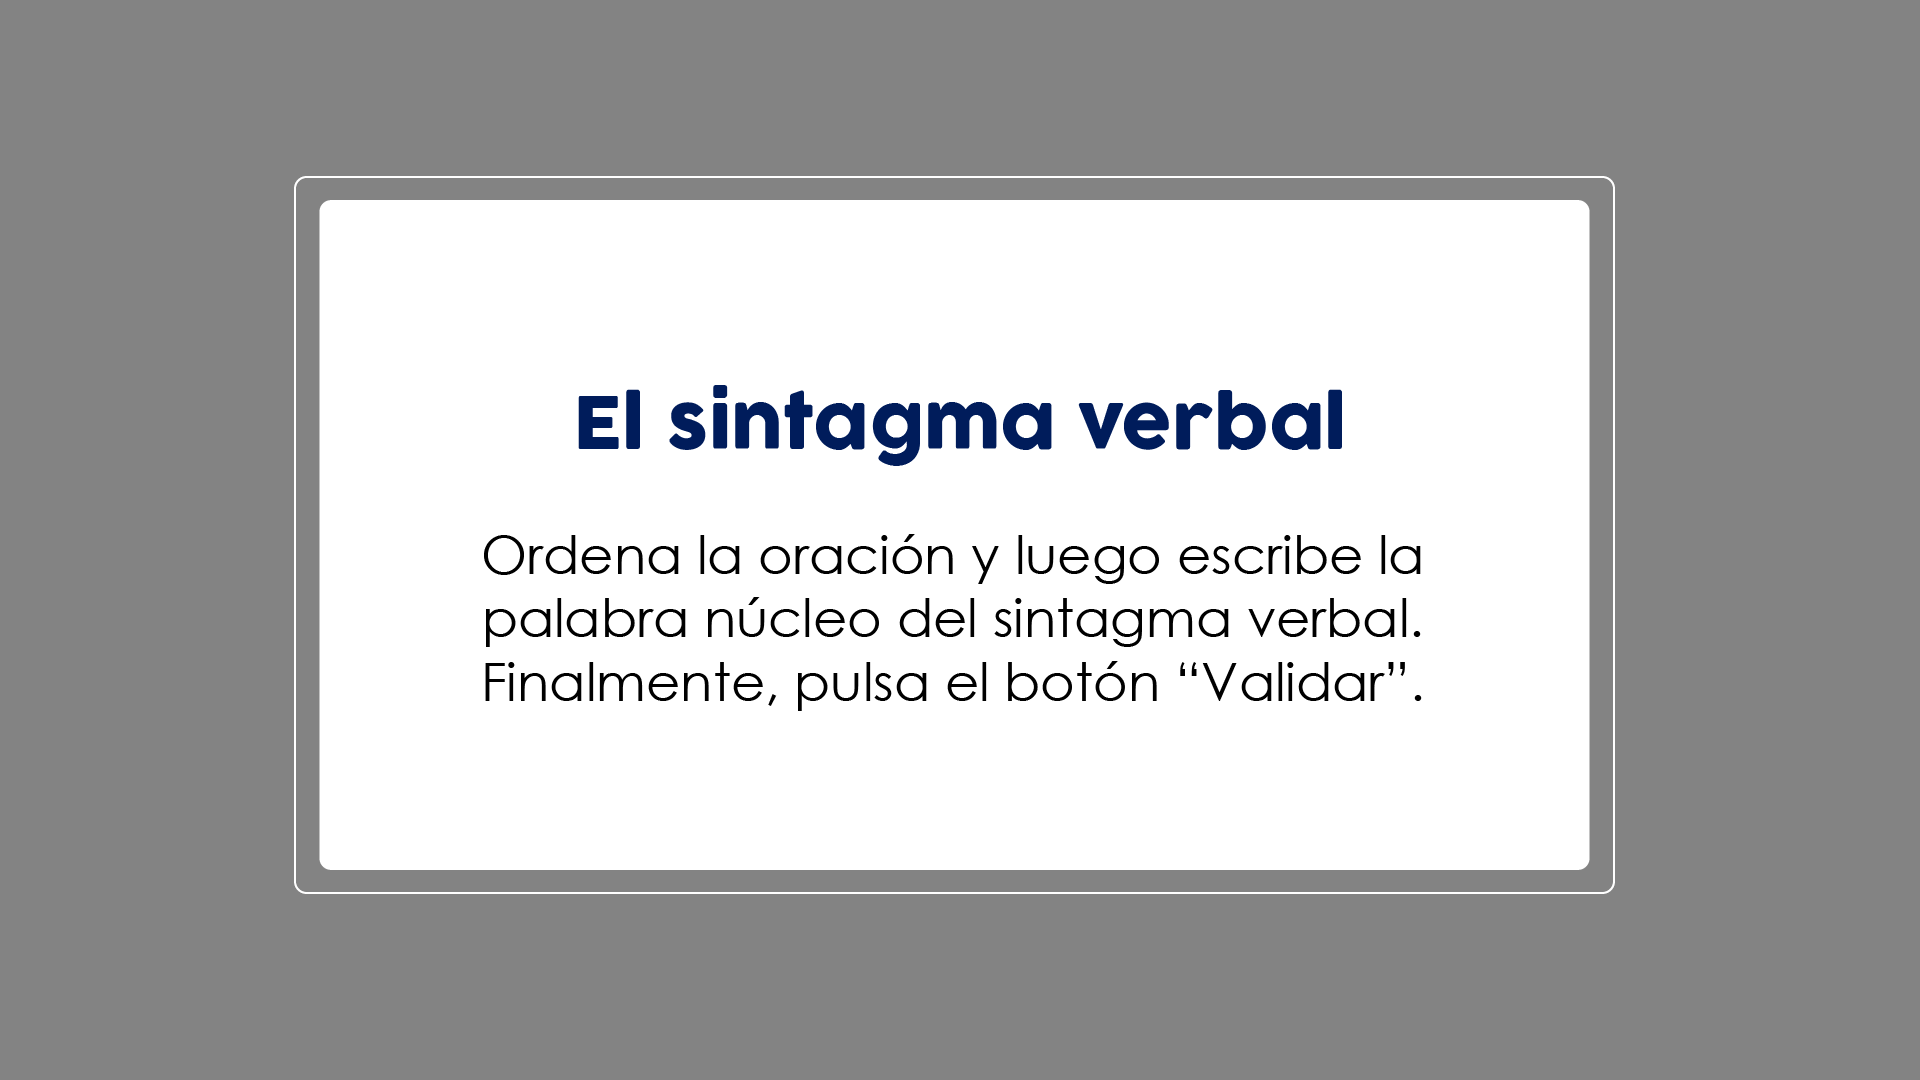 El sintagma verbal
Ordena la oración y luego escribe la
palabra núcleo del sintagma verbal.
Finalmente, pulsa el botón “Validar”.